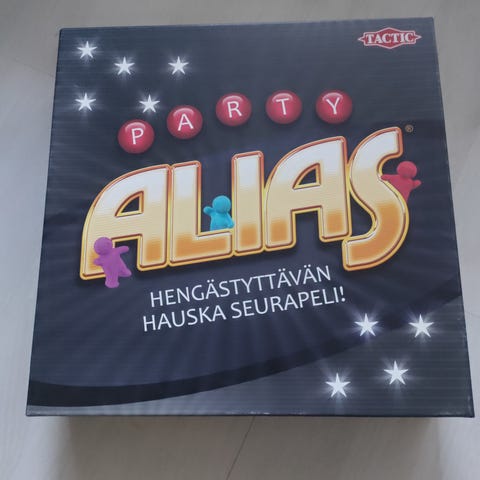 TACTIC
PARTY
ALIAS®
HENGÄSTYTTÄVÄN
HAUSKA SEURAPELI!